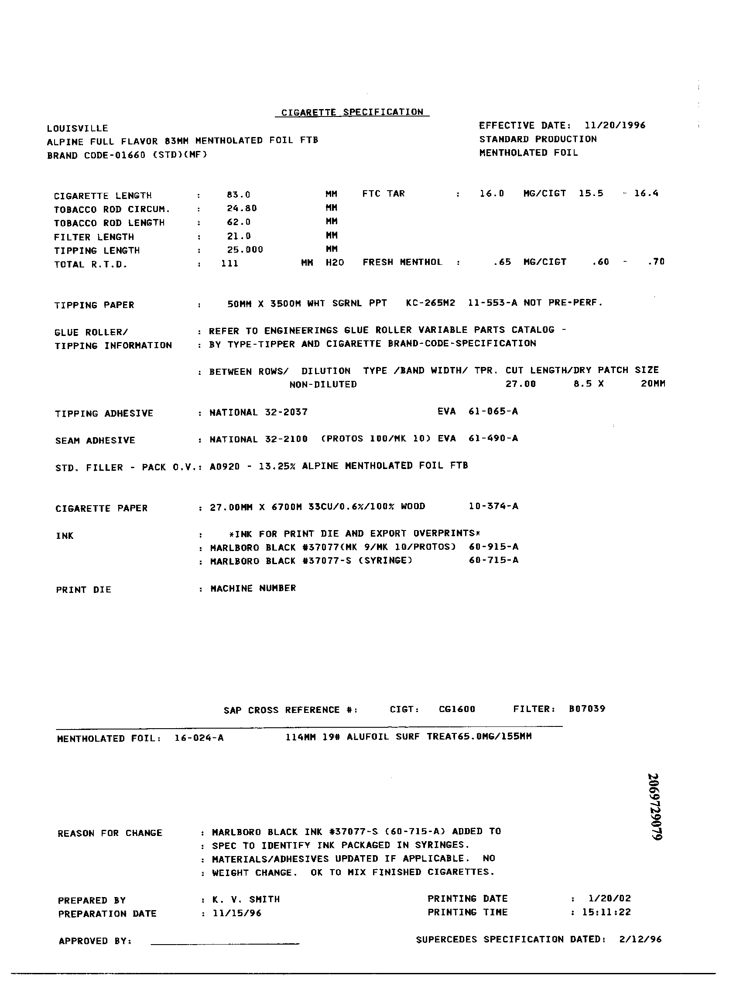 CIGARETTE SPECIFICATION
LOUISVILLE EFFECTIVE DATE: 11/20/1996
ALPINE FULL FLAVOR 83MM MENTHOLATED FOIL FTB STANDARD PRODUCTION
BRAND CODE-01660 (STD)(MF) MENTHOLATED FOIL
CIGARETTE LENGTH : 83.0 MM FTC TAR : 16.0 MG/CIGT 15.5 - 16.4
TOBACCO ROD CIRCUM. : 24.80 MM
TOBACCO ROD LENGTH : 62.0 MM
FILTER LENGTH : 21.0 MM
TIPPING LENGTH : 25.000 MM
TOTAL R.T.D. : 111 MM H2O FRESH MENTHOL : .65 MG/CIGT .60 - .70
TIPPING PAPER : 50MM X 3500M WHT SGRNL PPT KC-265M2 11-553-A NOT PRE-PERF.
GLUE ROLLER/ : REFER TO ENGINEERINGS GLUE ROLLER VARIABLE PARTS CATALOG -
TIPPING INFORMATION : BY TYPE-TIPPER AND CIGARETTE BRAND-CODE-SPECIFICATION
: BETWEEN ROWS/ DILUTION TYPE /BAND WIDTH/ TPR. CUT LENGTH/DRY PATCH SIZE
NON-DILUTED 27.00 8.5 X 20MM
TIPPING ADHESIVE : NATIONAL 32-2037 EVA 61-065-A
SEAM ADHESIVE : NATIONAL 32-2100 (PROTOS 100/MK 10) EVA 61-490-A
STD. FILLER - PACK O.V.: A0920 - 13.25% ALPINE MENTHOLATED FOIL FTB
CIGARETTE PAPER : 27.00MM X 6700M 33CU/0.6%/100% WOOD 10-374-A
INK : *INK FOR PRINT DIE AND EXPORT OVERPRINTS*
: MARLBORO BLACK #37077(MK 9/MK 10/PROTOS) 60-915-A
: MARLBORO BLACK #37077-S (SYRINGE) 60-715-A
PRINT DIE : MACHINE NUMBER
SAP CROSS REFERENCE #: CIGT: CG1600 FILTER: B07039
MENTHOLATED FOIL: 16-024-A 114MM 19# ALUFOIL SURF TREAT65.0MG/155MM
2069729079
REASON FOR CHANGE : MARLBORO BLACK INK #37077-S (60-715-A) ADDED TO
: SPEC TO IDENTIFY INK PACKAGED IN SYRINGES.
: MATERIALS/ADHESIVES UPDATED IF APPLICABLE. NO
: WEIGHT CHANGE. OK TO MIX FINISHED CIGARETTES.
PREPARED BY : K. V. SMITH PRINTING DATE : 1/20/02
PREPARATION DATE : 11/15/96 PRINTING TIME : 15:11:22
APPROVED BY: SUPERCEDES SPECIFICATION DATED: 2/12/96